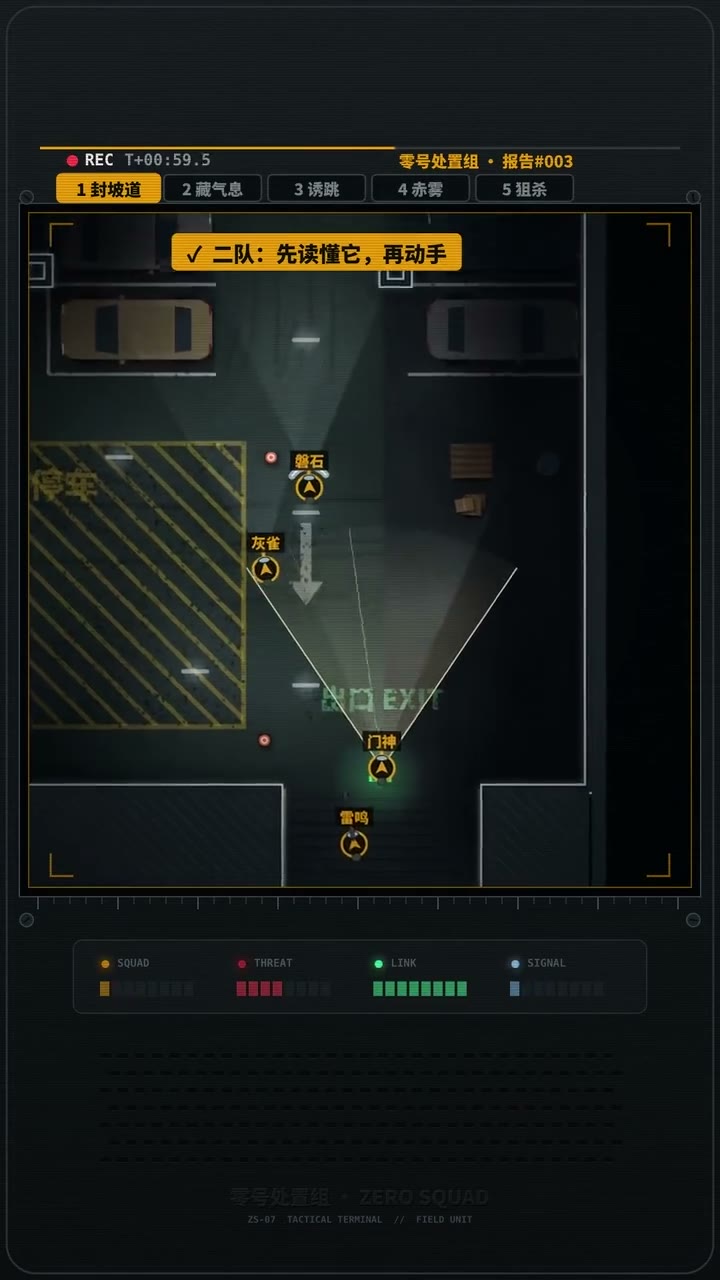 REC T+00:59.5
零号处置组 · 报告#003
1 封坡道
2 藏气息
3 诱跳
4 赤雾
5 狙杀
✓ 二队：先读懂它，再动手
磐石
停车
灰雀
出口 EXIT
门神
雷鸣
SQUAD
THREAT
LINK
SIGNAL
零号处置组 · ZERO SQUAD
ZS-07 TACTICAL TERMINAL // FIELD UNIT